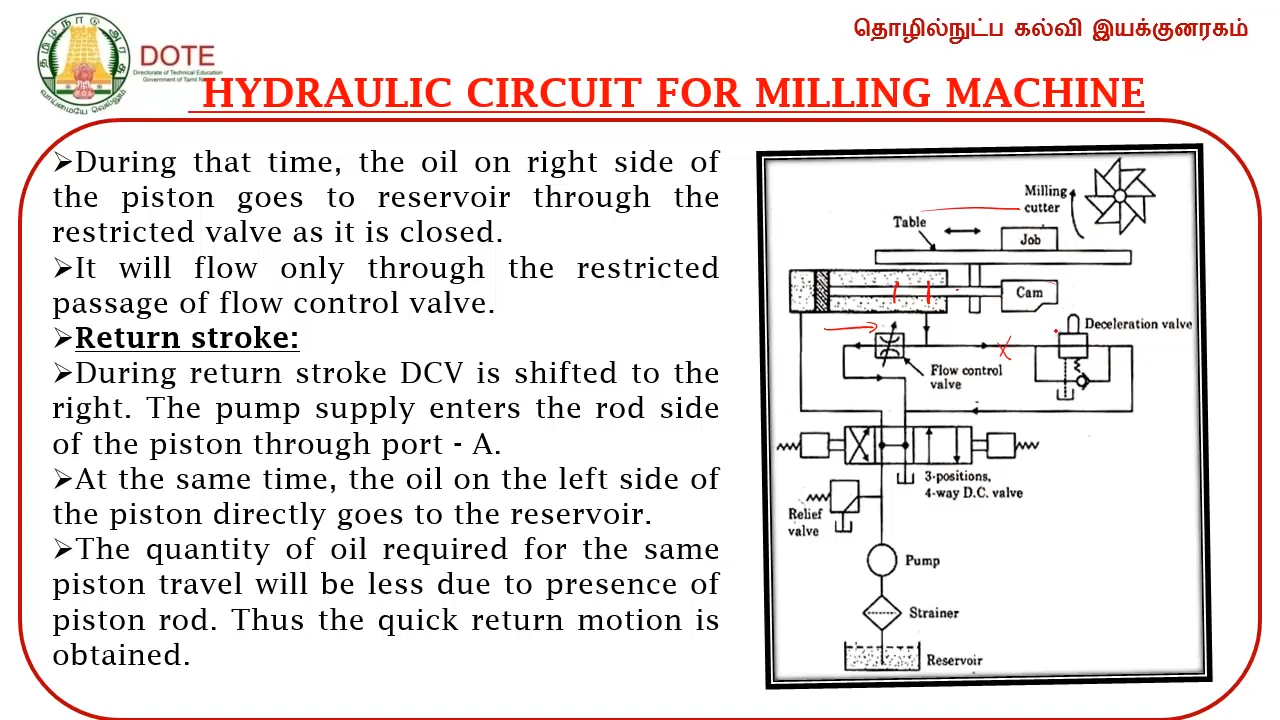 தொழில்நுட்ப கல்வி இயக்குனரகம்
DOTE
Directorate of Technical Education
HYDRAULIC CIRCUIT FOR MILLING MACHINE
➢During that time, the oil on right side of
the piston goes to reservoir through the
restricted valve as it is closed.
➢It will flow only through the restricted
passage of flow control valve.
➢Return stroke:
➢During return stroke DCV is shifted to the
right. The pump supply enters the rod side
of the piston through port - A.
➢At the same time, the oil on the left side of
the piston directly goes to the reservoir.
➢The quantity of oil required for the same
piston travel will be less due to presence of
piston rod. Thus the quick return motion is
obtained.
Milling
cutter
Table
Job
Cam
Deceleration valve
Flow control
valve
3-positions,
4-way D.C. valve
Relief
valve
Pump
Strainer
Reservoir